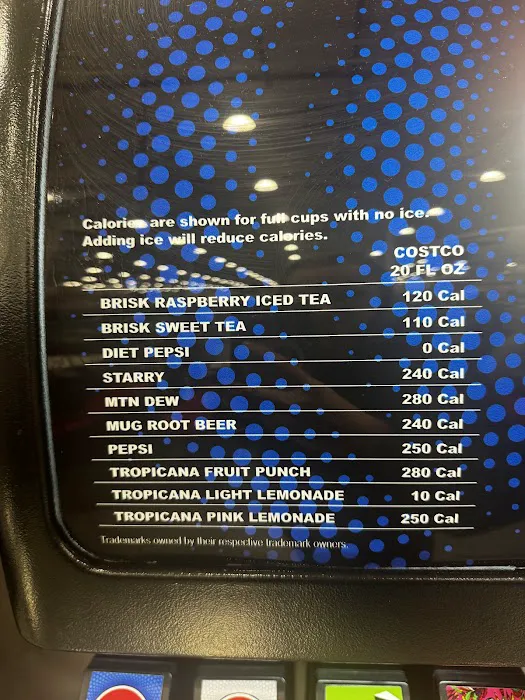 Calories are shown for full cups with no ice.
Adding ice will reduce calories.
COSTCO
20 FL OZ
BRISK RASPBERRY ICED TEA 120 Cal
BRISK SWEET TEA 110 Cal
DIET PEPSI 0 Cal
STARRY 240 Cal
MTN DEW 280 Cal
MUG ROOT BEER 240 Cal
PEPSI 250 Cal
TROPICANA FRUIT PUNCH 280 Cal
TROPICANA LIGHT LEMONADE 10 Cal
TROPICANA PINK LEMONADE 250 Cal
Trademarks owned by their respective trademark owners.